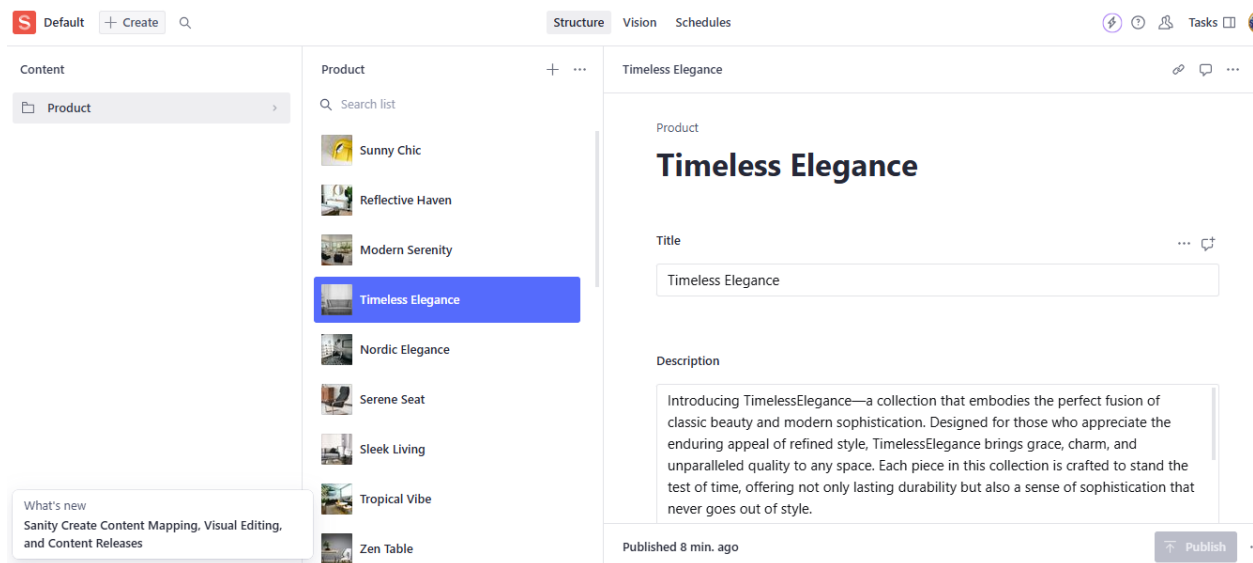 S Default + Create Structure Vision Schedules Tasks
Content
Product
Product
Search list
Sunny Chic
Reflective Haven
Modern Serenity
Timeless Elegance
Nordic Elegance
Serene Seat
Sleek Living
Tropical Vibe
Zen Table
What's new
Sanity Create Content Mapping, Visual Editing,
and Content Releases
Timeless Elegance
Product
Timeless Elegance
Title
Timeless Elegance
Description
Introducing TimelessElegance—a collection that embodies the perfect fusion of
classic beauty and modern sophistication. Designed for those who appreciate the
enduring appeal of refined style, TimelessElegance brings grace, charm, and
unparalleled quality to any space. Each piece in this collection is crafted to stand the
test of time, offering not only lasting durability but also a sense of sophistication that
never goes out of style.
Published 8 min. ago
Publish